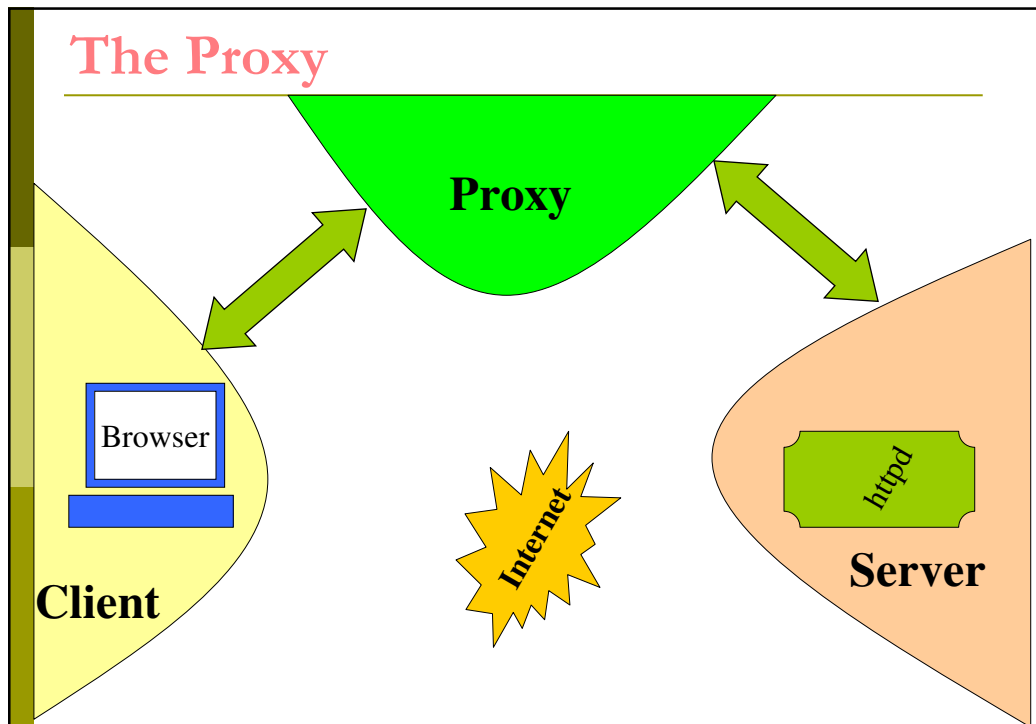 The Proxy
Proxy
Browser
Client
Internet
httpd
Server